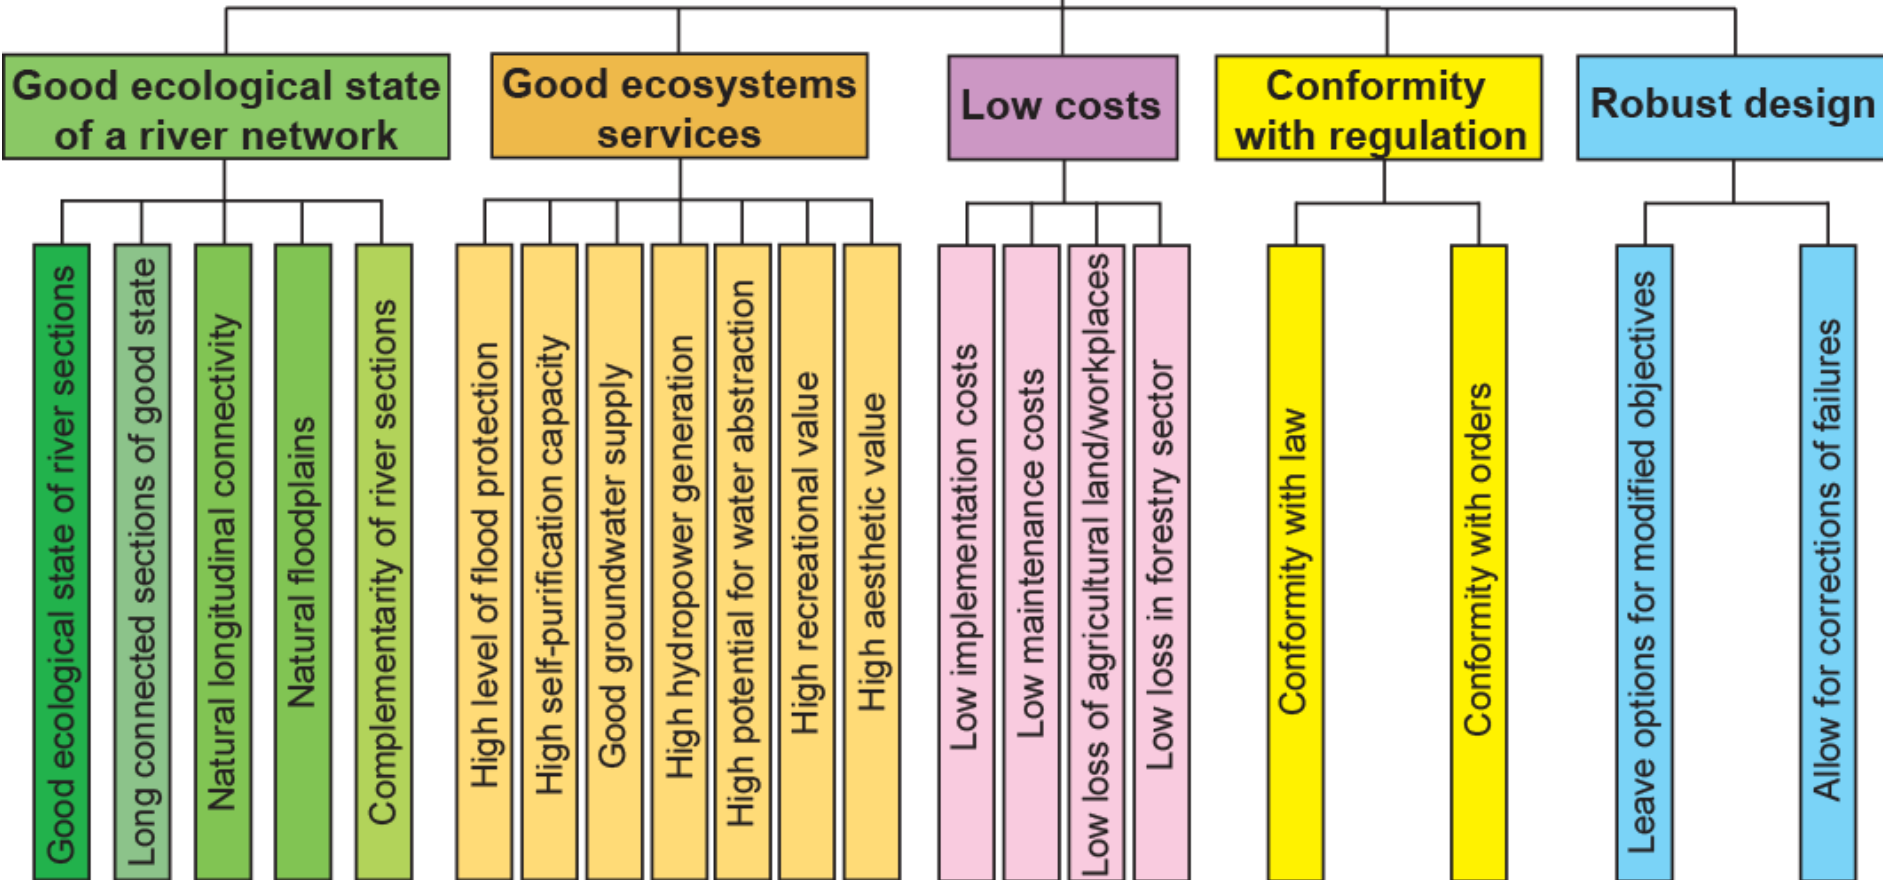 Good ecological state
of a river network
Good ecosystems
services
Low costs
Conformity
with regulation
Robust design
Good ecological state of river sections
Long connected sections of good state
Natural longitudinal connectivity
Natural floodplains
Complementarity of river sections
High level of flood protection
High self-purification capacity
Good groundwater supply
High hydropower generation
High potential for water abstraction
High recreational value
High aesthetic value
Low implementation costs
Low maintenance costs
Low loss of agricultural land/workplaces
Low loss in forestry sector
Conformity with law
Conformity with orders
Leave options for modified objectives
Allow for corrections of failures